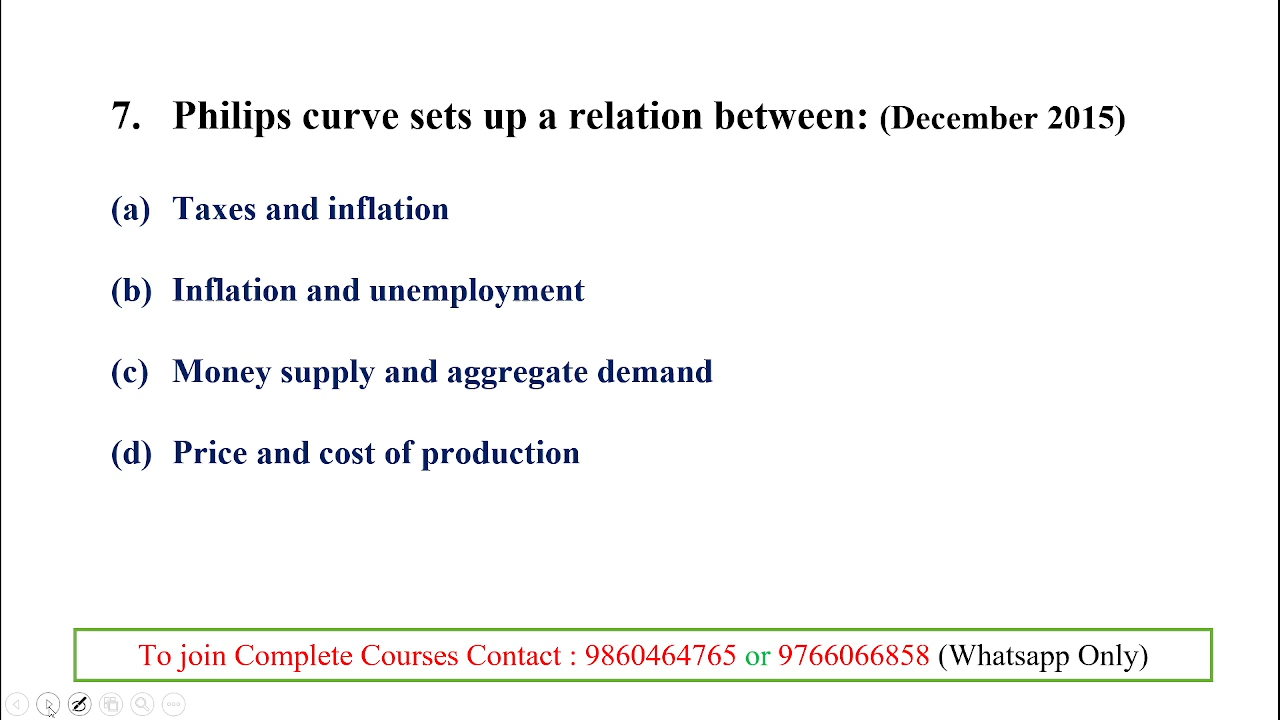 7. Philips curve sets up a relation between: (December 2015)
(a) Taxes and inflation
(b) Inflation and unemployment
(c) Money supply and aggregate demand
(d) Price and cost of production
To join Complete Courses Contact : 9860464765 or 9766066858 (Whatsapp Only)